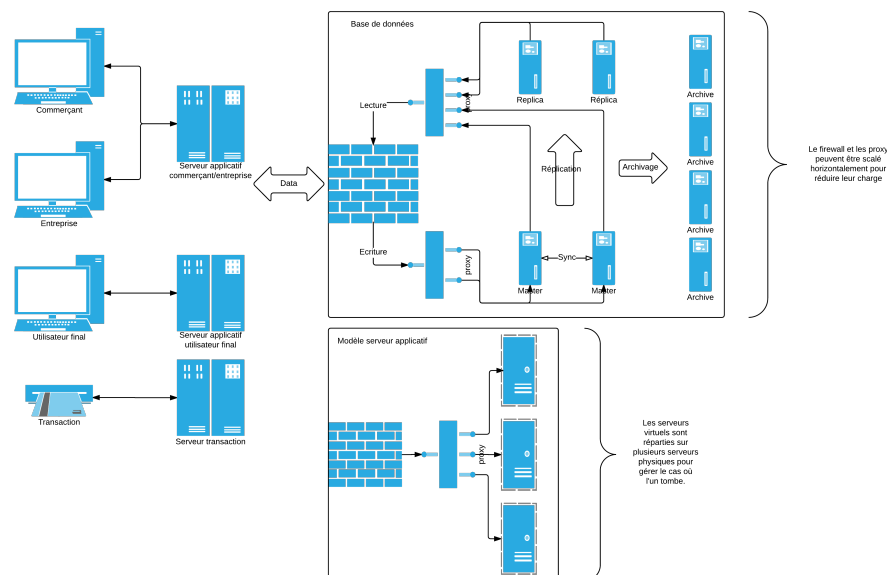 Base de données
Commerçant
Entreprise
Serveur applicatif
commerçant/entreprise
Data
Utilisateur final
Serveur applicatif
utilisateur final
Transaction
Serveur transaction
Lecture
proxy
Ecriture
proxy
Replica
Réplica
Réplication
Archivage
Master
Sync
Master
Archive
Archive
Archive
Archive
Le firewall et les proxy
peuvent être scalé
horizontalement pour
réduire leur charge
Modèle serveur applicatif
proxy
Les serveurs
virtuels sont
réparties sur
plusieurs serveurs
physiques pour
gérer le cas où
l'un tombe.